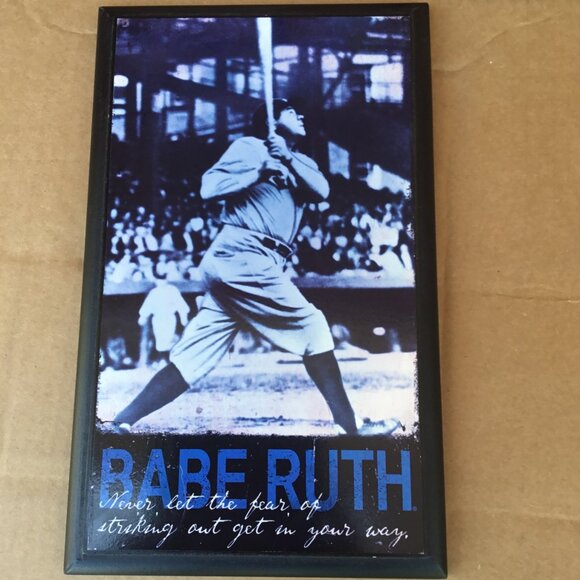 BABE RUTH
Never let the fear of
striking out get in your way.